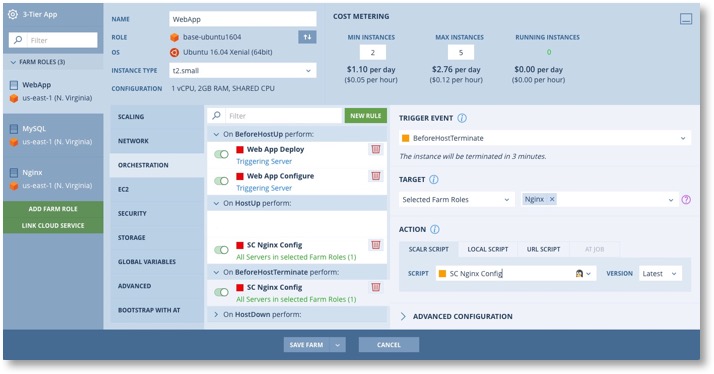 3-Tier App
Filter
FARM ROLES (3)
WebApp
us-east-1 (N. Virginia)
MySQL
us-east-1 (N. Virginia)
Nginx
us-east-1 (N. Virginia)
ADD FARM ROLE
LINK CLOUD SERVICE
NAME WebApp
ROLE base-ubuntu1604
OS Ubuntu 16.04 Xenial (64bit)
INSTANCE TYPE t2.small
CONFIGURATION 1 vCPU, 2GB RAM, SHARED CPU
COST METERING
MIN INSTANCES MAX INSTANCES RUNNING INSTANCES
2 5 0
$1.10 per day $2.76 per day $0.00 per day
($0.05 per hour) ($0.12 per hour) ($0.00 per hour)
SCALING
NETWORK
ORCHESTRATION
EC2
SECURITY
STORAGE
GLOBAL VARIABLES
ADVANCED
BOOTSTRAP WITH AT
Filter NEW RULE
On BeforeHostUp perform:
Web App Deploy
Triggering Server
Web App Configure
Triggering Server
On HostUp perform:
SC Nginx Config
All Servers in selected Farm Roles (1)
On BeforeHostTerminate perform:
SC Nginx Config
All Servers in selected Farm Roles (1)
On HostDown perform:
TRIGGER EVENT
BeforeHostTerminate
The instance will be terminated in 3 minutes.
TARGET
Selected Farm Roles Nginx
ACTION
SCALR SCRIPT LOCAL SCRIPT URL SCRIPT AT JOB
SCRIPT SC Nginx Config VERSION Latest
ADVANCED CONFIGURATION
SAVE FARM CANCEL